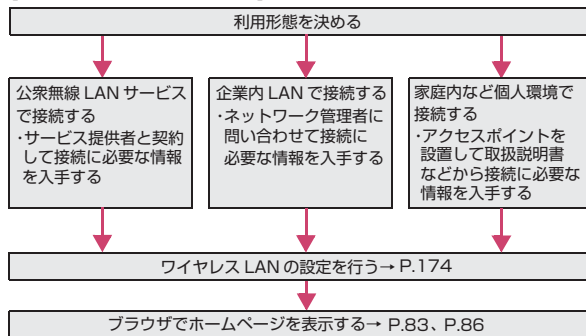 利用形態を決める
公衆無線 LAN サービス
で接続する
・サービス提供者と契約
して接続に必要な情報
を入手する
企業内 LAN で接続する
・ネットワーク管理者に
問い合わせて接続に
必要な情報を入手する
家庭内など個人環境で
接続する
・アクセスポイントを
設置して取扱説明書
などから接続に必要な
情報を入手する
ワイヤレス LAN の設定を行う→ P.174
ブラウザでホームページを表示する→ P.83、P.86